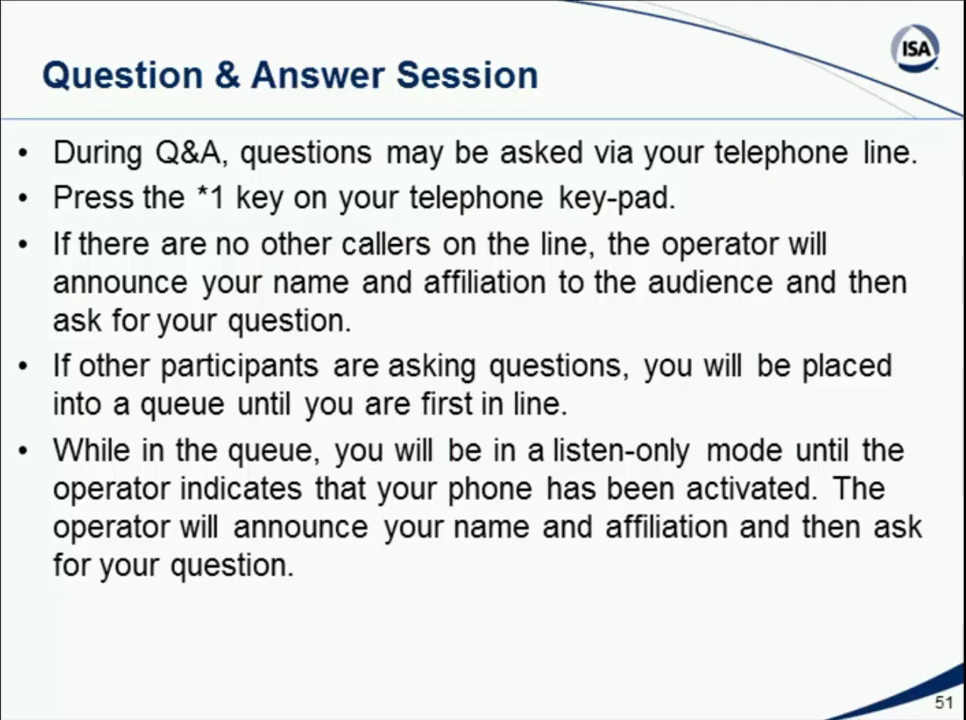 ISA
Question & Answer Session
• During Q&A, questions may be asked via your telephone line.
• Press the *1 key on your telephone key-pad.
• If there are no other callers on the line, the operator will
announce your name and affiliation to the audience and then
ask for your question.
• If other participants are asking questions, you will be placed
into a queue until you are first in line.
• While in the queue, you will be in a listen-only mode until the
operator indicates that your phone has been activated. The
operator will announce your name and affiliation and then ask
for your question.
51